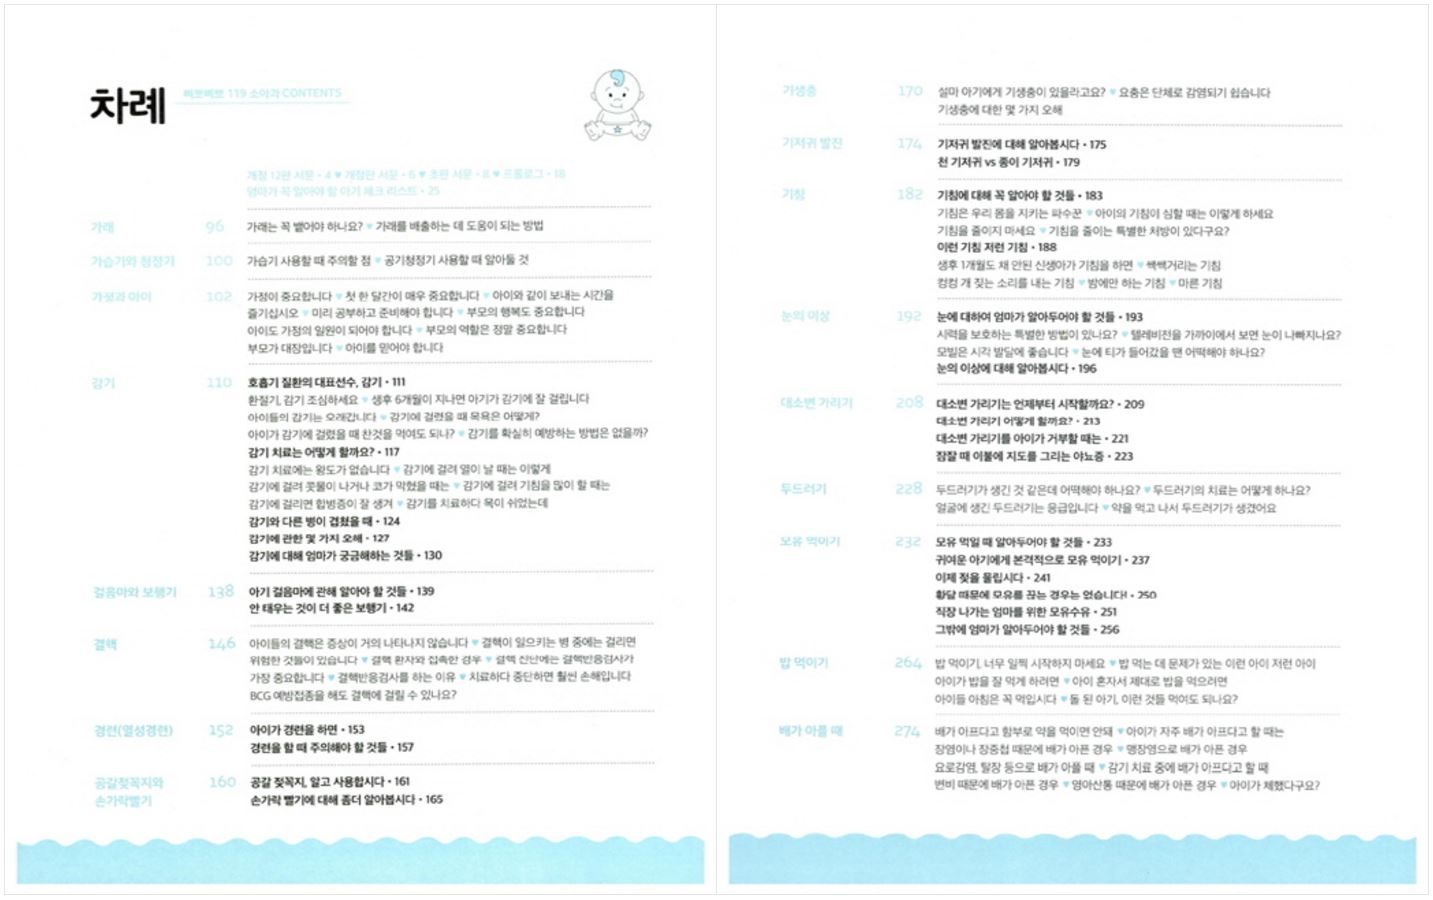 차례
삐뽀삐뽀 119 소아과 CONTENTS
개정 12판 서문 • 4 ♥ 개정판 서문 • 6 ♥ 초판 서문 • 8 ♥ 프롤로그 • 18
엄마가 꼭 알아야 할 아기 체크 리스트 • 25
가래 96 가래는 꼭 뱉어야 하나요? ♥ 가래를 배출하는 데 도움이 되는 방법
가습기와 청정기 100 가습기 사용할 때 주의할 점 ♥ 공기청정기 사용할 때 알아둘 것
가정과 아이 102 가정이 중요합니다 ♥ 첫 한 달간이 매우 중요합니다 ♥ 아이와 같이 보내는 시간을
즐기십시오 ♥ 미리 공부하고 준비해야 합니다 ♥ 부모의 행복도 중요합니다
아이도 가정의 일원이 되어야 합니다 ♥ 부모의 역할은 정말 중요합니다
부모가 대장입니다 ♥ 아이를 믿어야 합니다
감기 110 호흡기 질환의 대표선수, 감기 • 111
환절기, 감기 조심하세요 ♥ 생후 6개월이 지나면 아기가 감기에 잘 걸립니다
아이들의 감기는 오래갑니다 ♥ 감기에 걸렸을 때 목욕은 어떻게?
아이가 감기에 걸렸을 때 찬것을 먹여도 되나? ♥ 감기를 확실히 예방하는 방법은 없을까?
감기 치료는 어떻게 할까요? • 117
감기 치료에는 왕도가 없습니다 ♥ 감기에 걸려 열이 날 때는 이렇게
감기에 걸려 콧물이 나거나 코가 막혔을 때는 ♥ 감기에 걸려 기침을 많이 할 때는
감기에 걸리면 합병증이 잘 생겨 ♥ 감기를 치료하다 목이 쉬었는데
감기와 다른 병이 겹쳤을 때 • 124
감기에 관한 몇 가지 오해 • 127
감기에 대해 엄마가 궁금해하는 것들 • 130
걸음마와 보행기 138 아기 걸음마에 관해 알아야 할 것들 • 139
안 태우는 것이 더 좋은 보행기 • 142
결핵 146 아이들의 결핵은 증상이 거의 나타나지 않습니다 ♥ 결핵이 일으키는 병 중에는 걸리면
위험한 것들이 있습니다 ♥ 결핵 환자와 접촉한 경우 ♥ 결핵 진단에는 결핵반응검사가
가장 중요합니다 ♥ 결핵반응검사를 하는 이유 ♥ 치료하다 중단하면 훨씬 손해입니다
BCG 예방접종을 해도 결핵에 걸릴 수 있나요?
경련(열성경련) 152 아이가 경련을 하면 • 153
경련을 할 때 주의해야 할 것들 • 157
공갈젖꼭지와 160 공갈 젖꼭지, 알고 사용합시다 • 161
손가락빨기 손가락 빨기에 대해 좀더 알아봅시다 • 165
기생충 170 설마 아기에게 기생충이 있을라고요? ♥ 요충은 단체로 감염되기 쉽습니다
기생충에 대한 몇 가지 오해
기저귀 발진 174 기저귀 발진에 대해 알아봅시다 • 175
천 기저귀 vs 종이 기저귀 • 179
기침 182 기침에 대해 꼭 알아야 할 것들 • 183
기침은 우리 몸을 지키는 파수꾼 ♥ 아이의 기침이 심할 때는 이렇게 하세요
기침을 줄이지 마세요 ♥ 기침을 줄이는 특별한 처방이 있다구요?
이런 기침 저런 기침 • 188
생후 1개월도 채 안된 신생아가 기침을 하면 ♥ 쌕쌕거리는 기침
컹컹 개 짖는 소리를 내는 기침 ♥ 밤에만 하는 기침 ♥ 마른 기침
눈의 이상 192 눈에 대하여 엄마가 알아두어야 할 것들 • 193
시력을 보호하는 특별한 방법이 있나요? ♥ 텔레비전을 가까이에서 보면 눈이 나빠지나요?
모빌은 시각 발달에 좋습니다 ♥ 눈에 티가 들어갔을 땐 어떡해야 하나요?
눈의 이상에 대해 알아봅시다 • 196
대소변 가리기 208 대소변 가리기는 언제부터 시작할까요? • 209
대소변 가리기 어떻게 할까요? • 213
대소변 가리기를 아이가 거부할 때는 • 221
잠잘 때 이불에 지도를 그리는 야뇨증 • 223
두드러기 228 두드러기가 생긴 것 같은데 어떡해야 하나요? ♥ 두드러기의 치료는 어떻게 하나요?
얼굴에 생긴 두드러기는 응급입니다 ♥ 약을 먹고 나서 두드러기가 생겼어요
모유 먹이기 232 모유 먹일 때 알아두어야 할 것들 • 233
귀여운 아기에게 본격적으로 모유 먹이기 • 237
이제 젖을 물립시다 • 241
황달 때문에 모유를 끊는 경우는 없습니다! • 250
직장 나가는 엄마를 위한 모유수유 • 251
그밖에 엄마가 알아두어야 할 것들 • 256
밥 먹이기 264 밥 먹이기, 너무 일찍 시작하지 마세요 ♥ 밥 먹는 데 문제가 있는 이런 아이 저런 아이
아이가 밥을 잘 먹게 하려면 ♥ 아이 혼자서 제대로 밥을 먹으려면
아이들 아침은 꼭 먹입시다 ♥ 돌 된 아기, 이런 것들 먹여도 되나요?
배가 아플 때 274 배가 아프다고 함부로 약을 먹이면 안돼 ♥ 아이가 자주 배가 아프다고 할 때는
장염이나 장중첩 때문에 배가 아픈 경우 ♥ 맹장염으로 배가 아픈 경우
요로감염, 탈장 등으로 배가 아플 때 ♥ 감기 치료 중에 배가 아프다고 할 때
변비 때문에 배가 아픈 경우 ♥ 영아산통 때문에 배가 아픈 경우 ♥ 아이가 체했다구요?